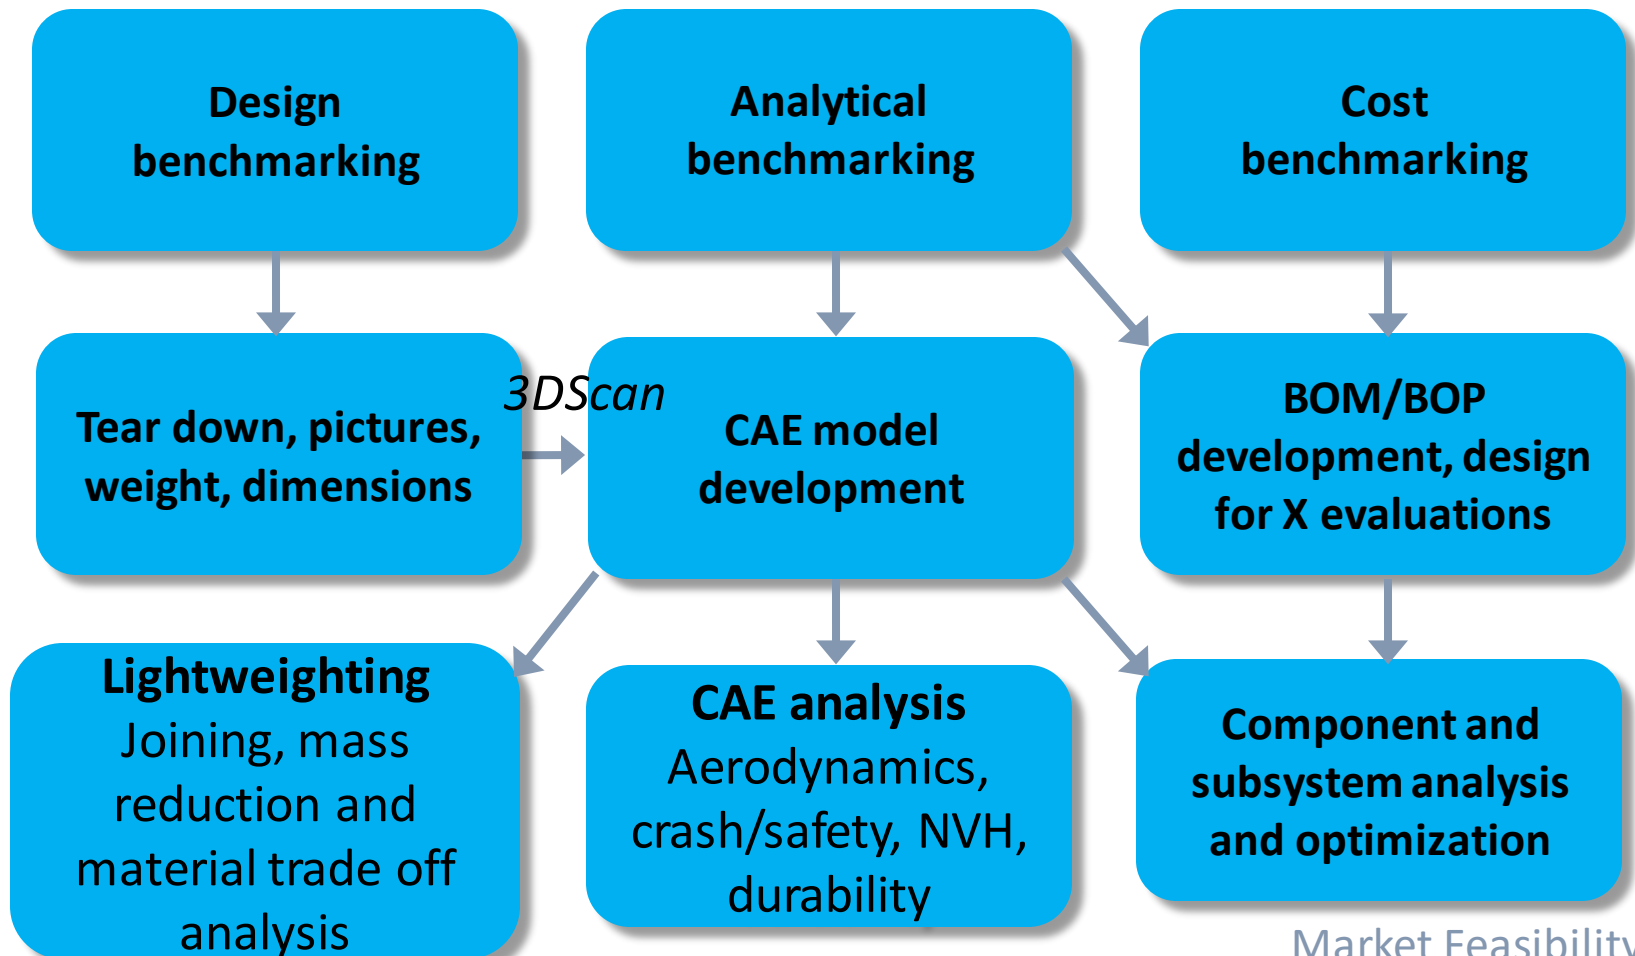 Design
benchmarking
Analytical
benchmarking
Cost
benchmarking
Tear down, pictures,
weight, dimensions
3DScan
CAE model
development
BOM/BOP
development, design
for X evaluations
Lightweighting
Joining, mass
reduction and
material trade off
analysis
CAE analysis
Aerodynamics,
crash/safety, NVH,
durability
Component and
subsystem analysis
and optimization
Market Feasibility